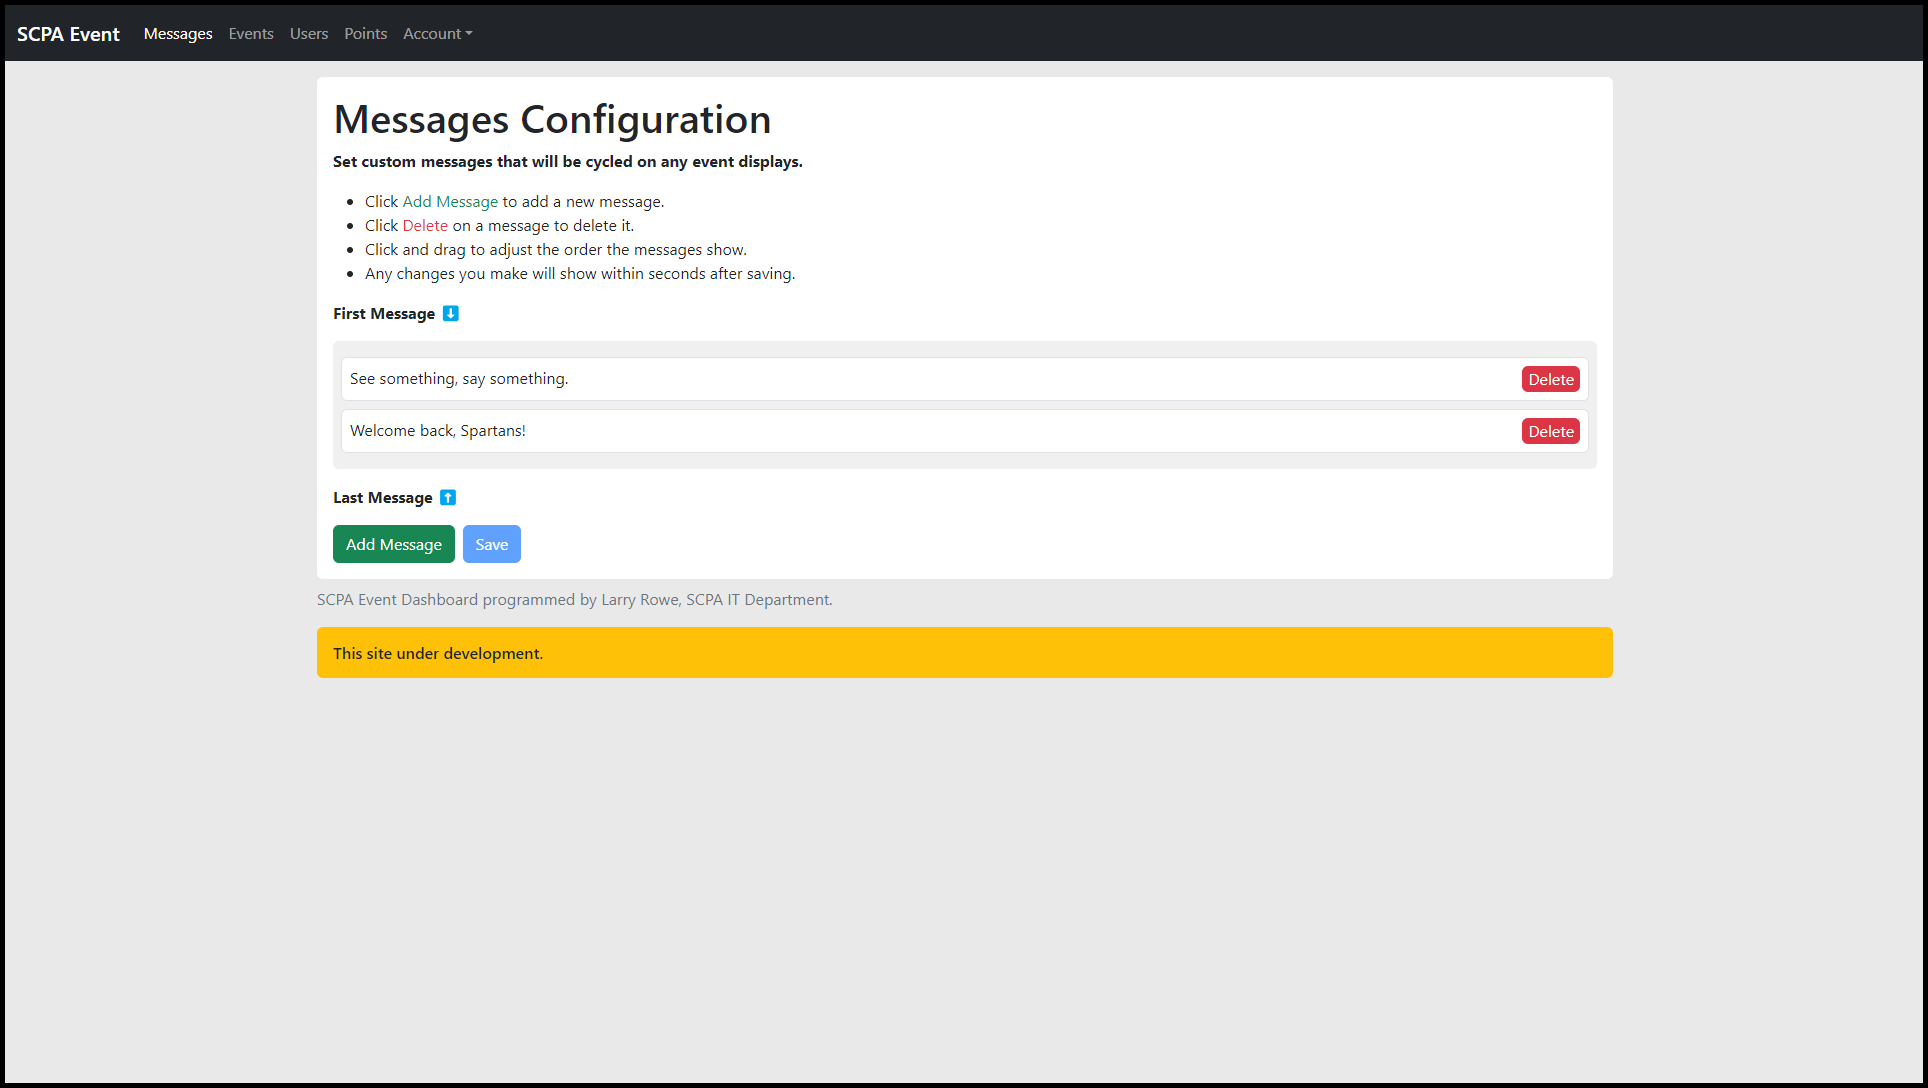 SCPA Event Messages Events Users Points Account
Messages Configuration
Set custom messages that will be cycled on any event displays.
Click Add Message to add a new message.
Click Delete on a message to delete it.
Click and drag to adjust the order the messages show.
Any changes you make will show within seconds after saving.
First Message ⬇️
See something, say something. Delete
Welcome back, Spartans! Delete
Last Message ⬆️
Add Message Save
SCPA Event Dashboard programmed by Larry Rowe, SCPA IT Department.
This site under development.